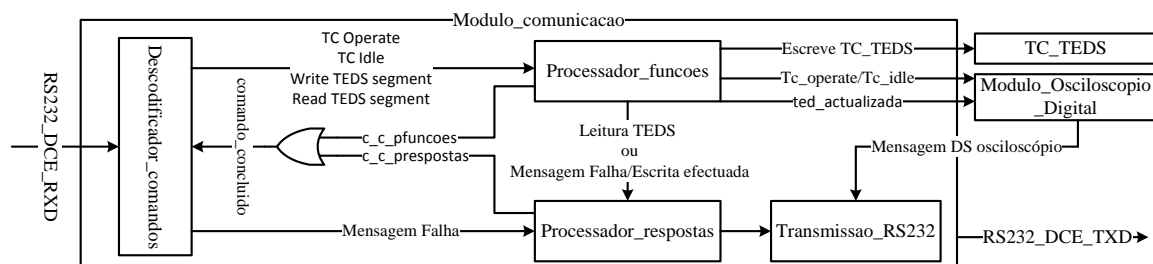 Modulo_comunicacao
RS232_DCE_RXD
Descodificador_comandos
TC Operate
TC Idle
Write TEDS segment
Read TEDS segment
Processador_funcoes
Escreve TC_TEDS
TC_TEDS
Tc_operate/Tc_idle
ted_actualizada
Modulo_Osciloscopio
_Digital
comando_concluido
c_c_pfuncoes
c_c_prespostas
Leitura TEDS
ou
Mensagem Falha/Escrita efectuada
Mensagem DS osciloscópio
Mensagem Falha
Processador_respostas
Transmissao_RS232
RS232_DCE_TXD